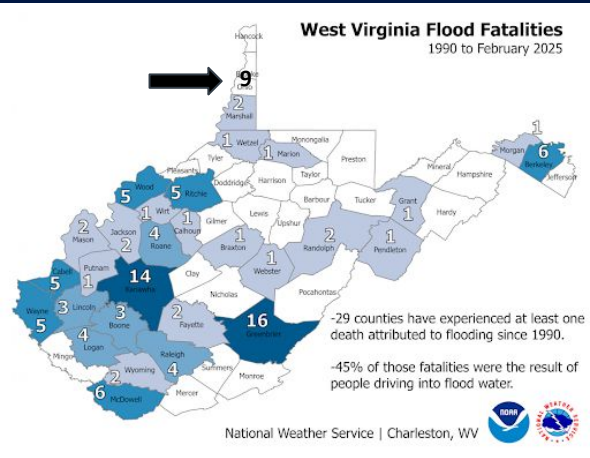 West Virginia Flood Fatalities
1990 to February 2025
Hancock
9
2
Marshall
1 Wetzel
1 Marion
Monongalia
Preston
Tyler
Pleasants
Doddridge
Harrison
Taylor
Barbour
Tucker
Mineral
Hampshire
1
Morgan
6
Berkeley
Jefferson
Grant
1
Hardy
Wood
5
5 Ritchie
1 Wirt
4
Roane
1
Calhoun
Gilmer
Lewis
Upshur
2
Randolph
1
Pendleton
2
Mason
Jackson
2
1
Braxton
1
Webster
Pocahontas
Cabell
5
Putnam
1
14
Kanawha
Clay
Nicholas
Wayne
5
3 Lincoln
3
Boone
2
Fayette
16
Greenbrier
4
Logan
Raleigh
4
Summers
Monroe
Mingo
2
Wyoming
6
McDowell
Mercer
-29 counties have experienced at least one
death attributed to flooding since 1990.
-45% of those fatalities were the result of
people driving into flood water.
National Weather Service | Charleston, WV
NOAA
NATIONAL WEATHER SERVICE